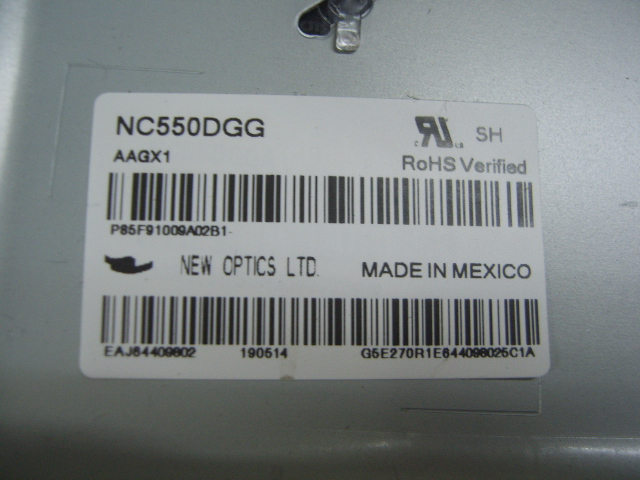 NC550DGG
SH
AAGX1
RoHS Verified
P85F91009A02B1-
NEW OPTICS LTD.
MADE IN MEXICO
EAJ64409802 190514 G5E270R1E644098025C1A